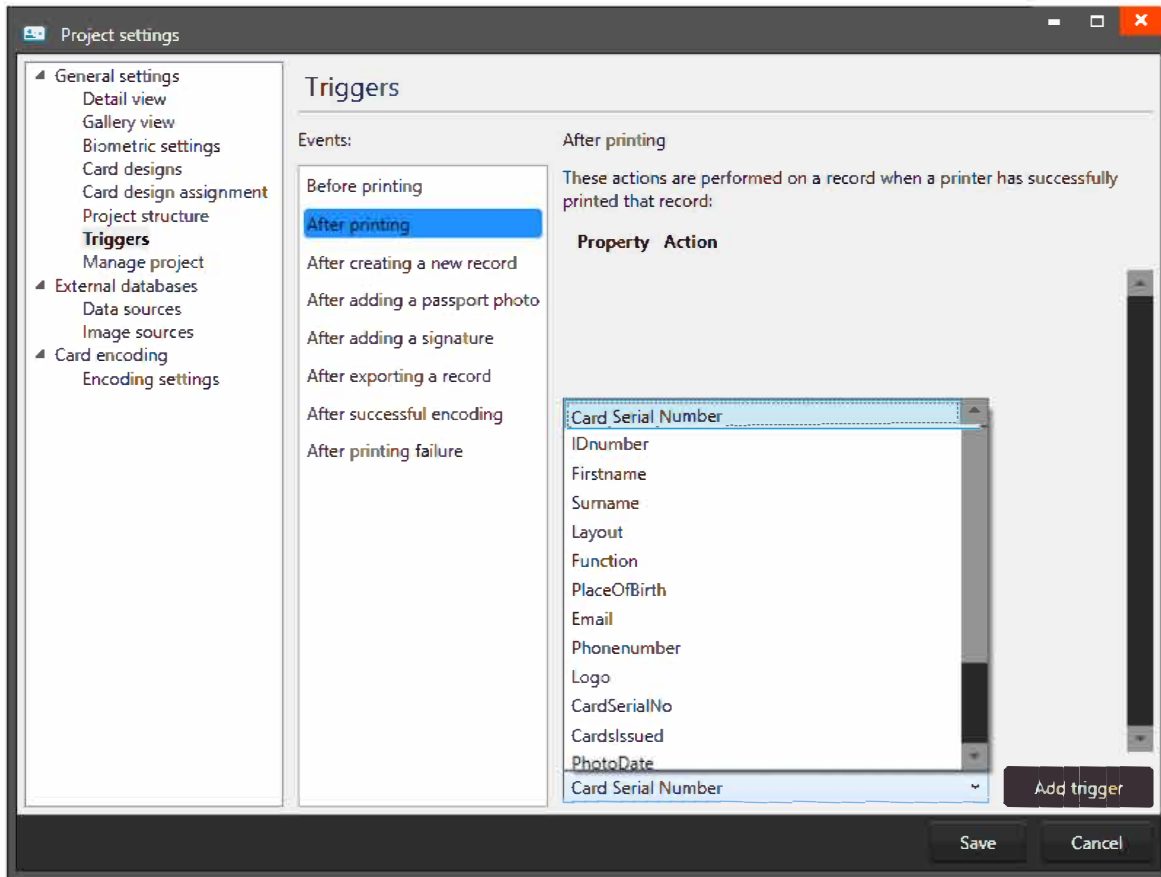 Project settings
General settings
Detail view
Gallery view
Biometric settings
Card designs
Card design assignment
Project structure
Triggers
Manage project
External databases
Data sources
Image sources
Card encoding
Encoding settings
Triggers
Events:
Before printing
After printing
After creating a new record
After adding a passport photo
After adding a signature
After exporting a record
After successful encoding
After printing failure
After printing
These actions are performed on a record when a printer has successfully
printed that record:
Property Action
Card Serial Number
IDnumber
Firstname
Surname
Layout
Function
PlaceOfBirth
Email
Phonenumber
Logo
CardSerialNo
CardsIssued
PhotoDate
Card Serial Number
Add trigger
Save
Cancel